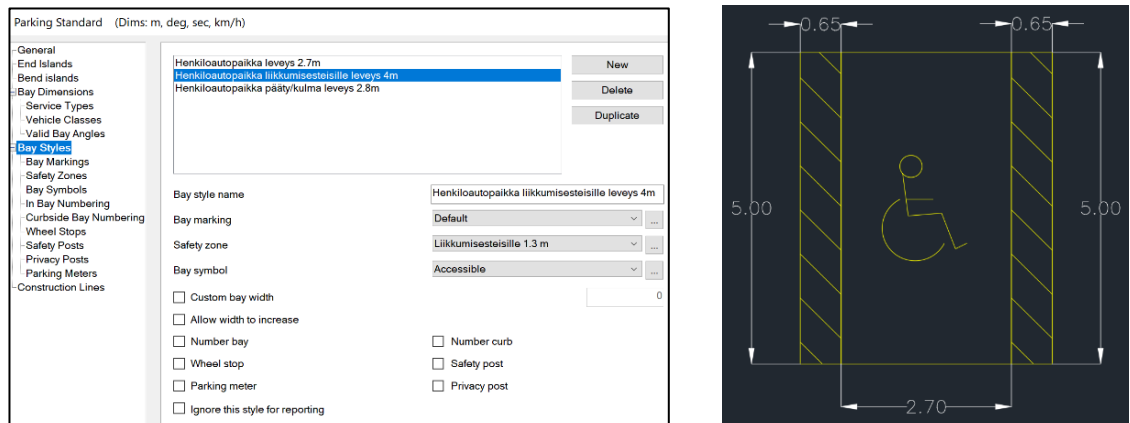 Parking Standard (Dims: m, deg, sec, km/h)
General
End Islands
Bend islands
Bay Dimensions
Service Types
Vehicle Classes
Valid Bay Angles
Bay Styles
Bay Markings
Safety Zones
Bay Symbols
In Bay Numbering
Curbside Bay Numbering
Wheel Stops
Safety Posts
Privacy Posts
Parking Meters
Construction Lines
Henkiloautopaikka leveys 2.7m
Henkiloautopaikka liikkumisesteisille leveys 4m
Henkiloautopaikka pääty/kulma leveys 2.8m
New
Delete
Duplicate
Bay style name Henkiloautopaikka liikkumisesteisille leveys 4m
Bay marking Default ...
Safety zone Liikkumisesteisille 1.3 m ...
Bay symbol Accessible ...
Custom bay width 0
Allow width to increase
Number bay Number curb
Wheel stop Safety post
Parking meter Privacy post
Ignore this style for reporting
0.65 0.65
5.00 5.00
2.70